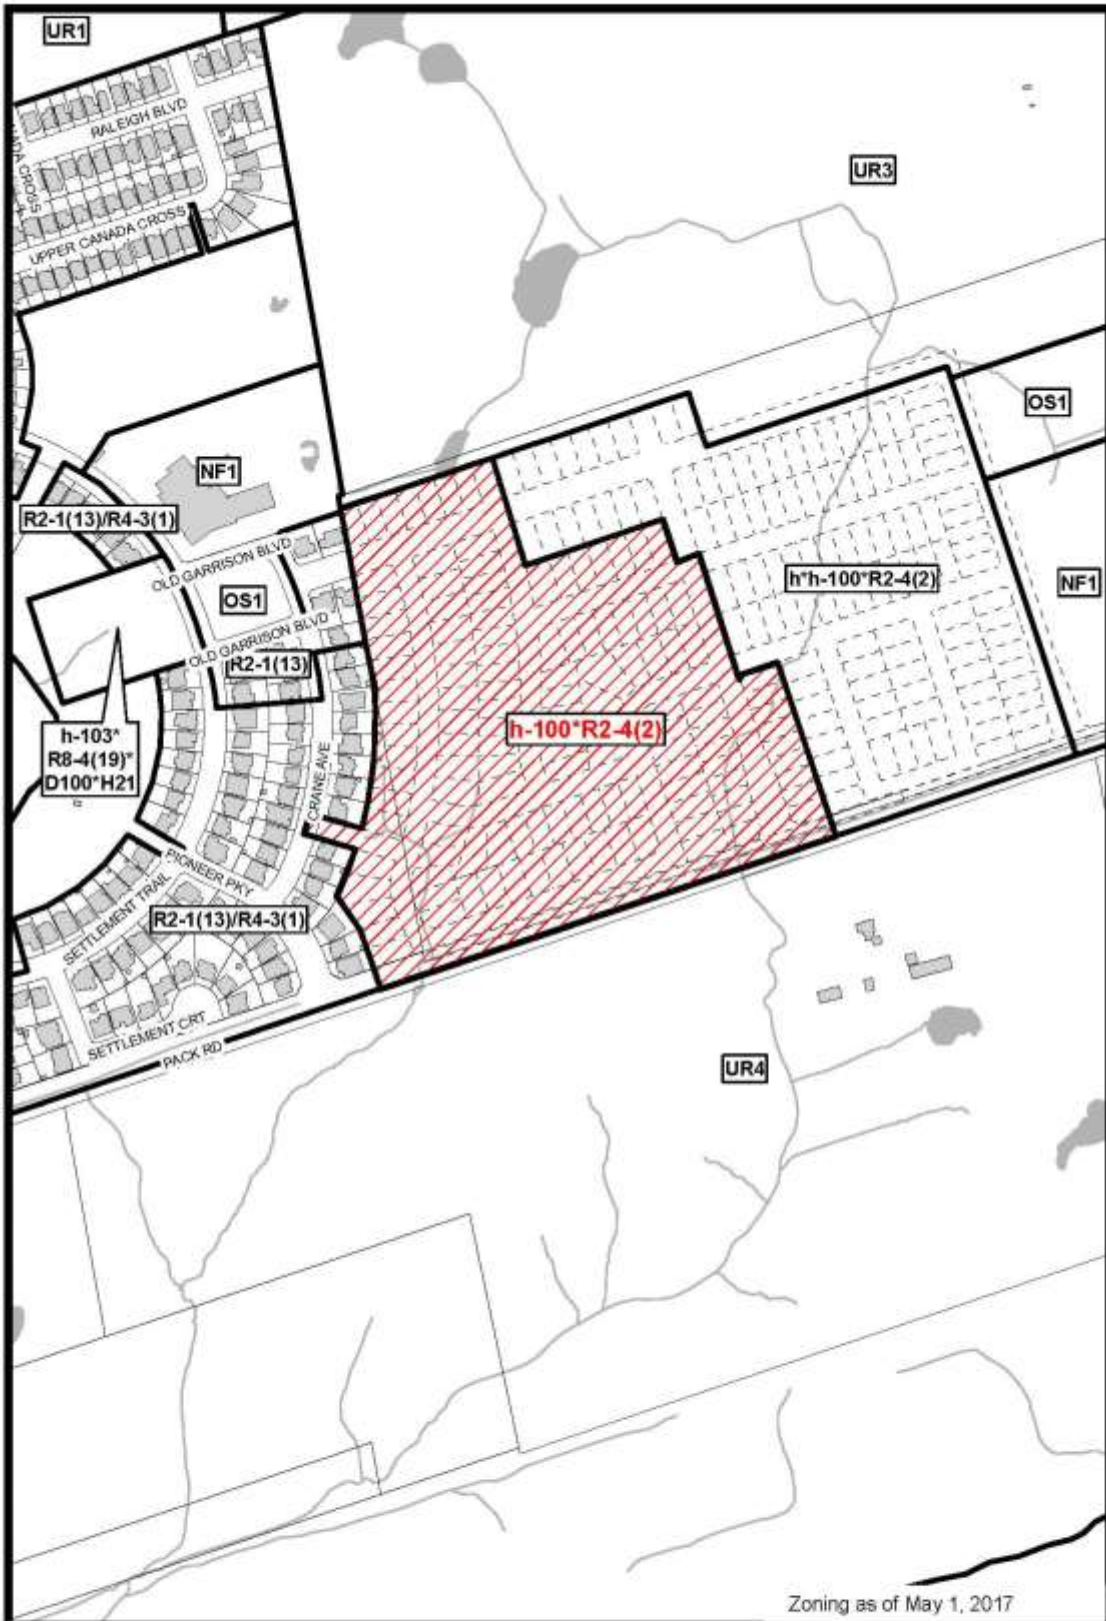 UR1
RALEIGH BLVD
ADA CROSS
UPPER CANADA CROSS
UR3
OS1
NF1
R2-1(13)/R4-3(1)
OLD GARRISON BLVD
OS1
h*h-100*R2-4(2)
NF1
OLD GARRISON BLVD
R2-1(13)
h-103*
R8-4(19)*
D100*H21
h-100*R2-4(2)
CRANE AVE
PIONEER PKY
SETTLEMENT TRAIL
R2-1(13)/R4-3(1)
SETTLEMENT CRT
PACK RD
UR4
Zoning as of May 1, 2017